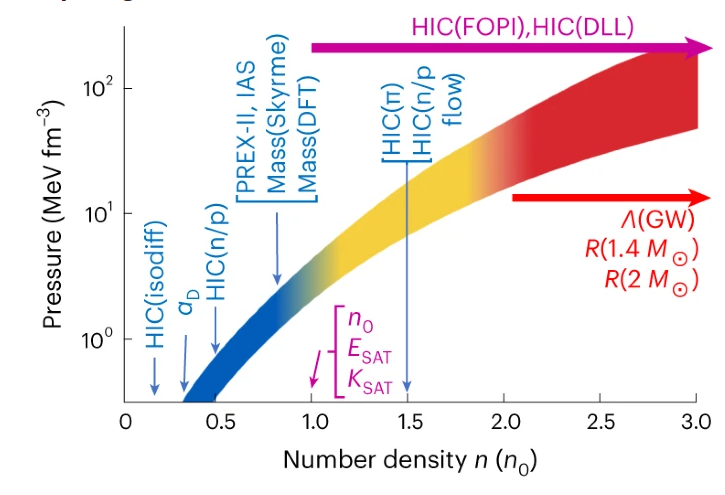 HIC(FOPI),HIC(DLL)
10²
10¹
10⁰
Pressure (MeV fm⁻³)
HIC(isodiff)
α_D
HIC(n/p)
[PREX-II, IAS
Mass(Skyrme)
Mass(DFT)]
[HIC(π)
HIC(n/p
flow)]
n₀
E_SAT
K_SAT
Λ(GW)
R(1.4 M⊙)
R(2 M⊙)
0 0.5 1.0 1.5 2.0 2.5 3.0
Number density n (n₀)